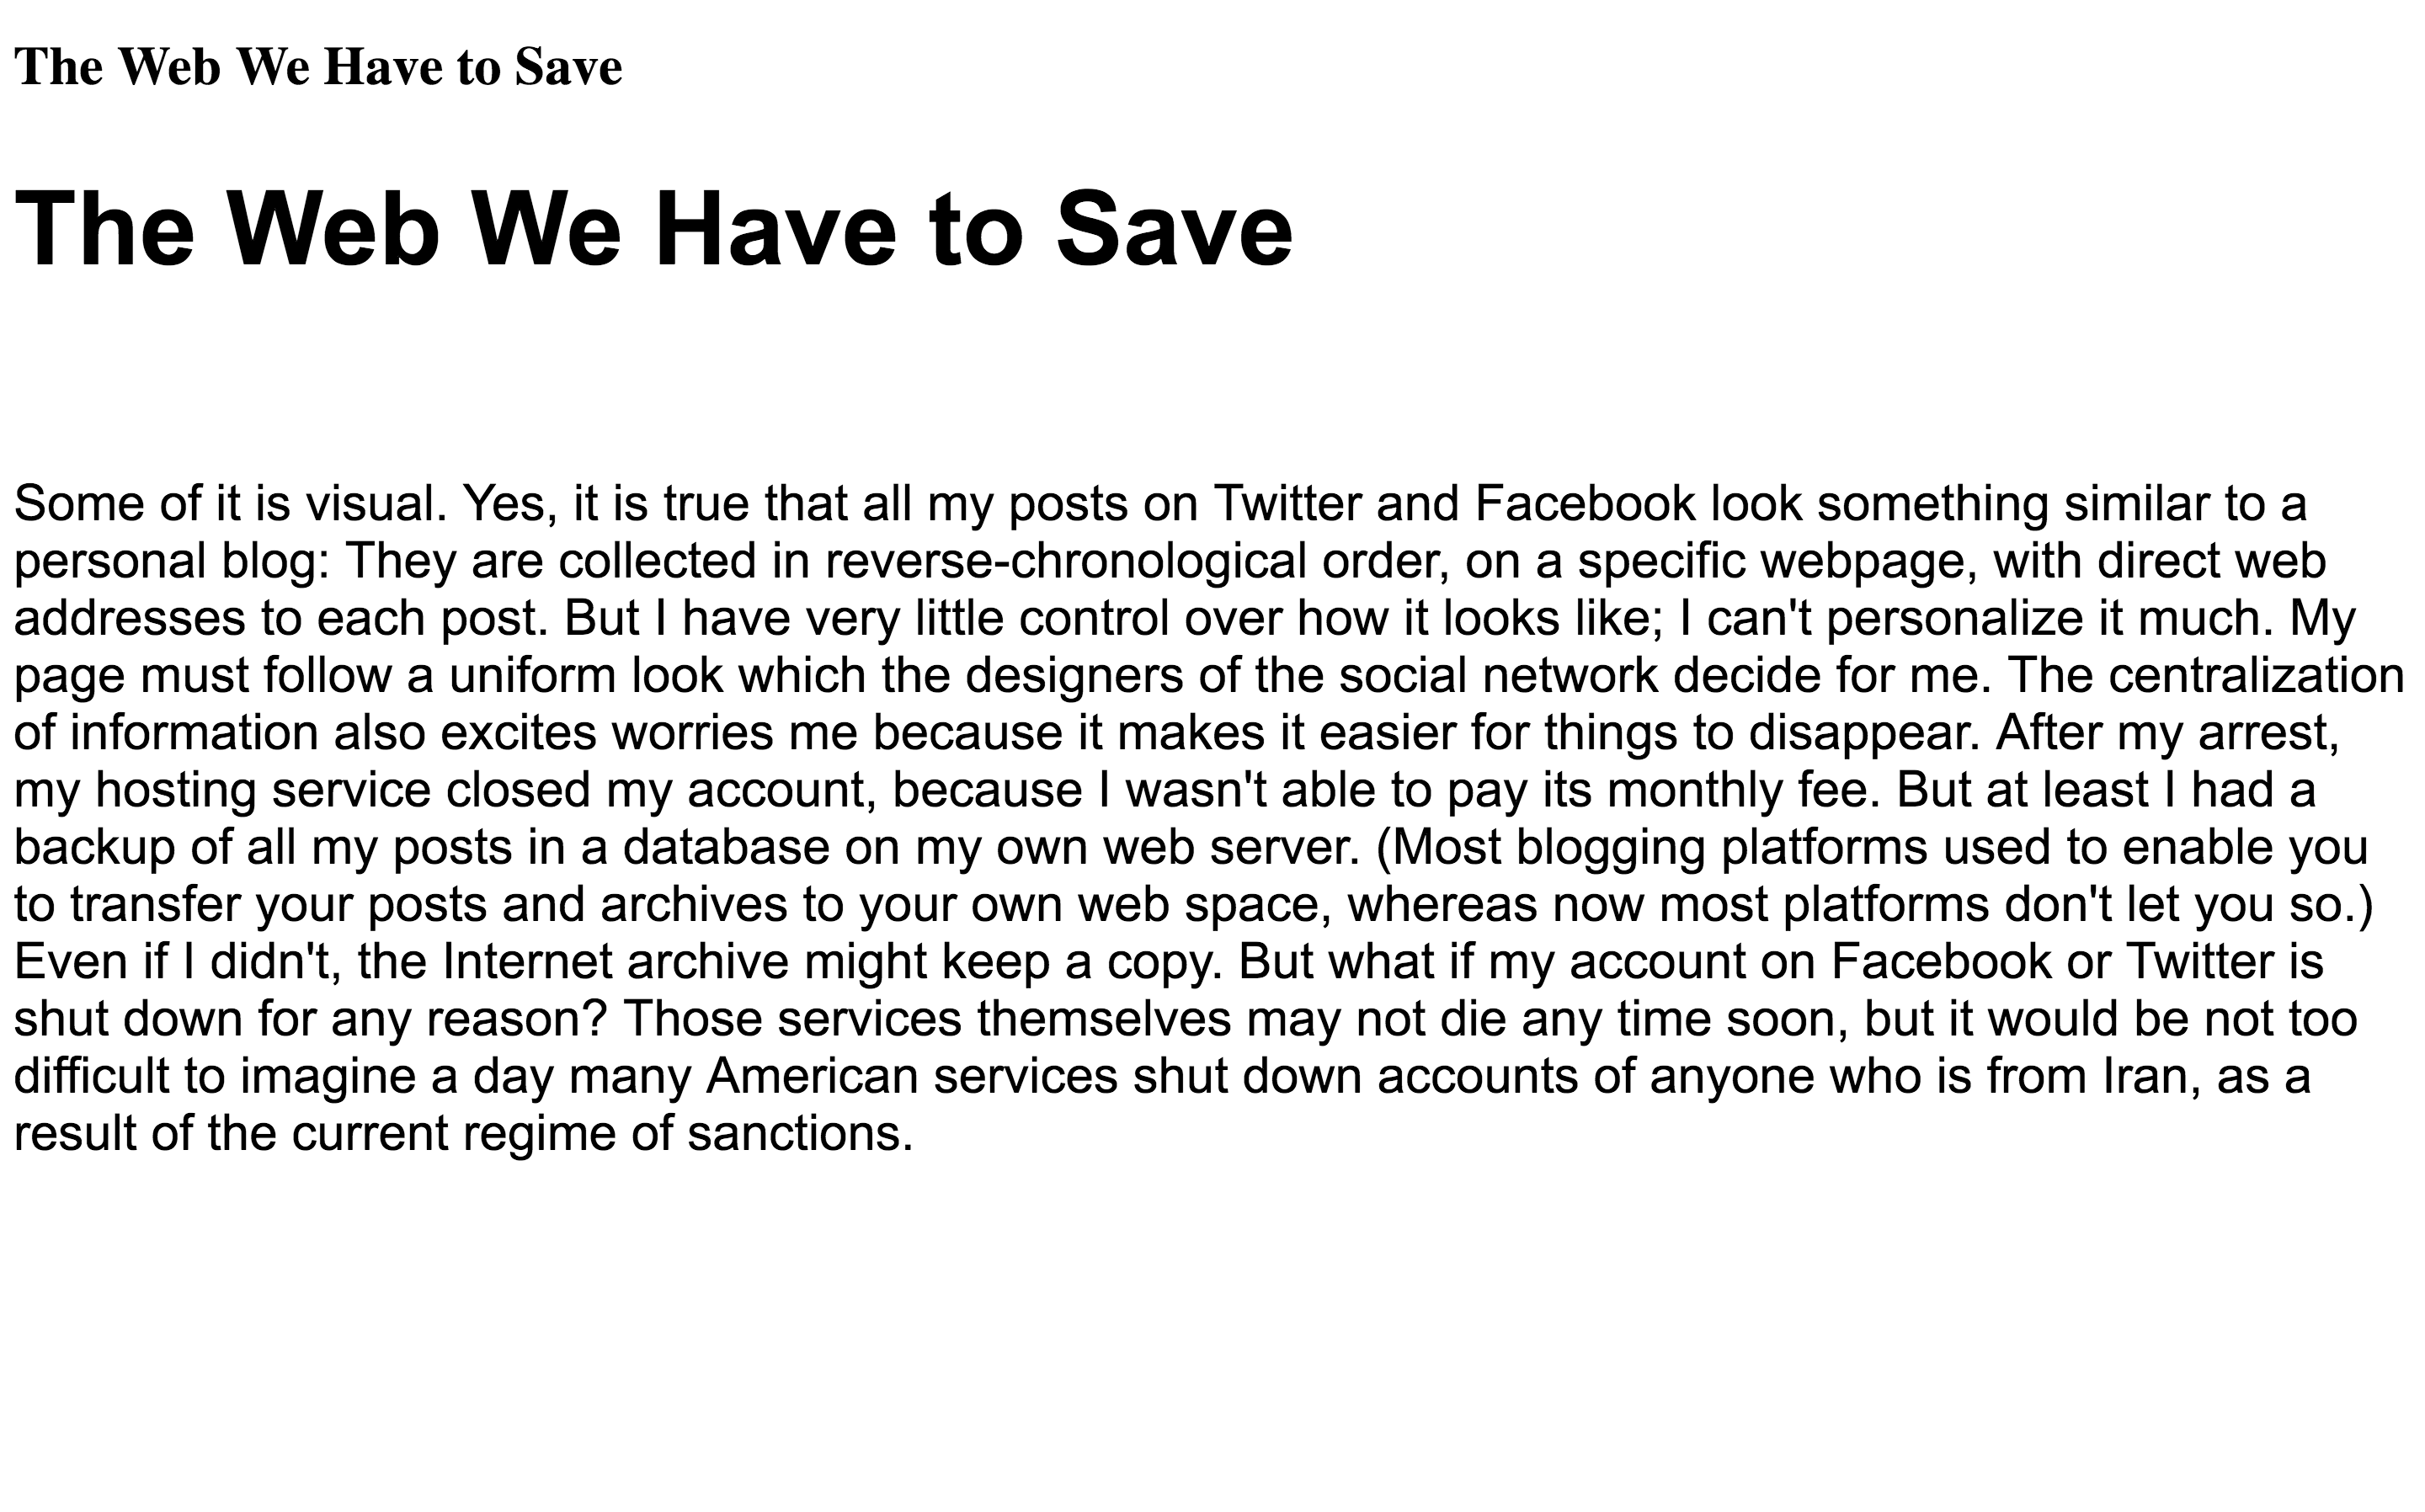 The Web We Have to Save
The Web We Have to Save
Some of it is visual. Yes, it is true that all my posts on Twitter and Facebook look something similar to a
personal blog: They are collected in reverse-chronological order, on a specific webpage, with direct web
addresses to each post. But I have very little control over how it looks like; I can't personalize it much. My
page must follow a uniform look which the designers of the social network decide for me. The centralization
of information also excites worries me because it makes it easier for things to disappear. After my arrest,
my hosting service closed my account, because I wasn't able to pay its monthly fee. But at least I had a
backup of all my posts in a database on my own web server. (Most blogging platforms used to enable you
to transfer your posts and archives to your own web space, whereas now most platforms don't let you so.)
Even if I didn't, the Internet archive might keep a copy. But what if my account on Facebook or Twitter is
shut down for any reason? Those services themselves may not die any time soon, but it would be not too
difficult to imagine a day many American services shut down accounts of anyone who is from Iran, as a
result of the current regime of sanctions.